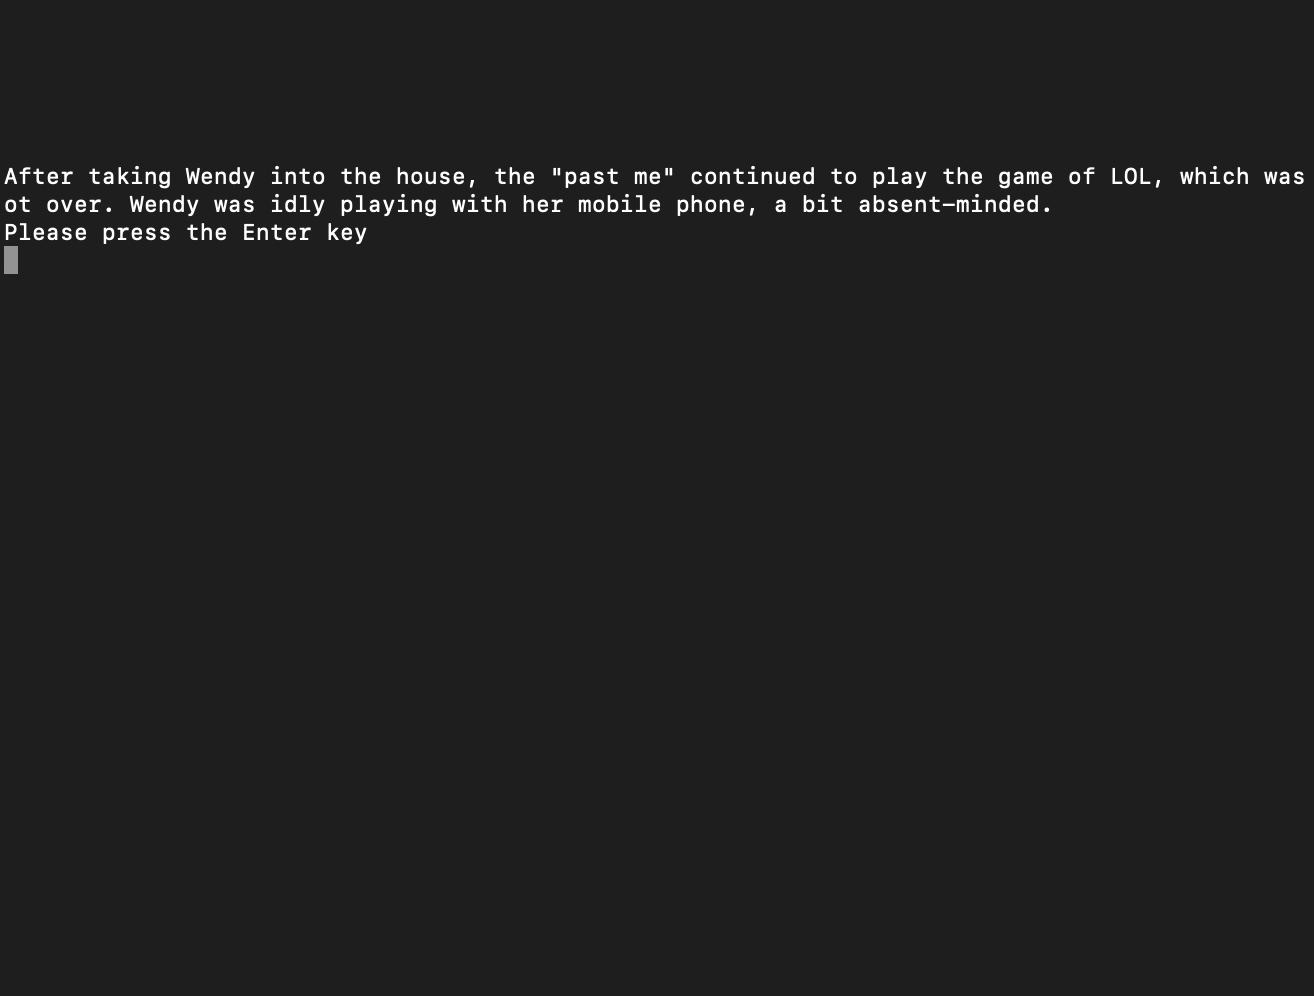 After taking Wendy into the house, the "past me" continued to play the game of LOL, which was
ot over. Wendy was idly playing with her mobile phone, a bit absent-minded.
Please press the Enter key